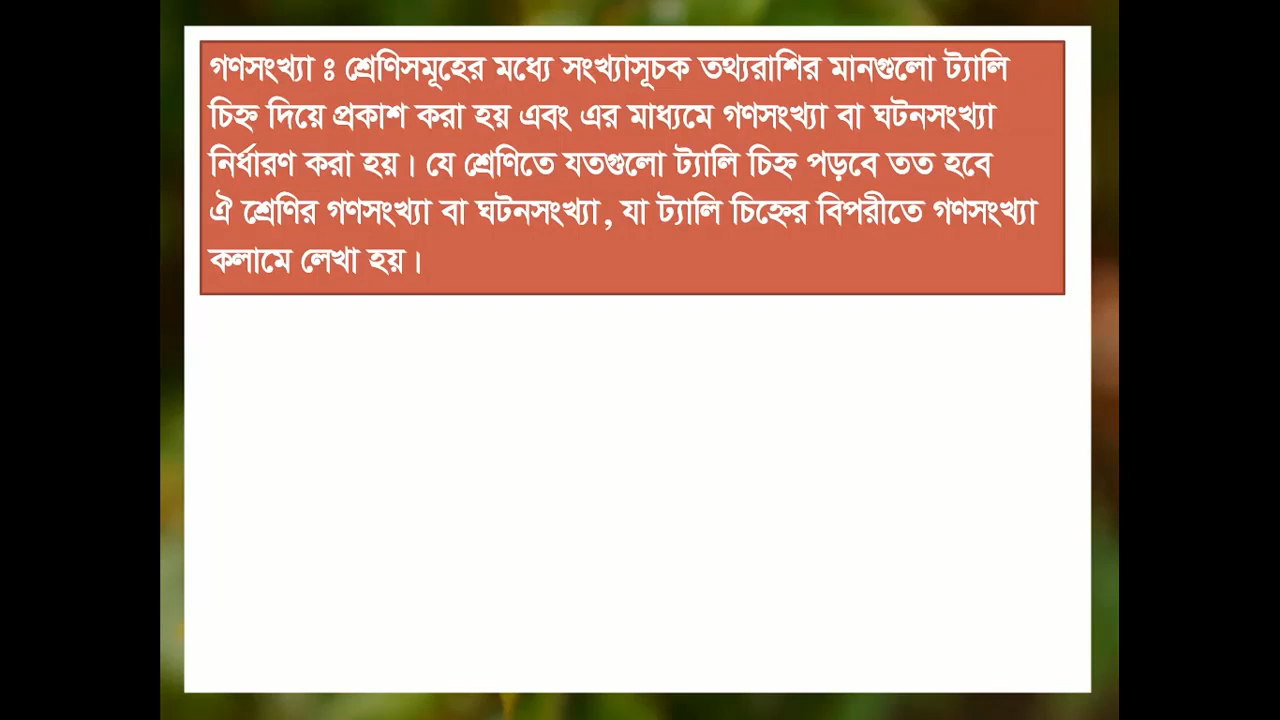 গণসংখ্যা ঃ শ্রেণিসমূহের মধ্যে সংখ্যাসূচক তথ্যরাশির মানগুলো ট্যালি
চিহ্ন দিয়ে প্রকাশ করা হয় এবং এর মাধ্যমে গণসংখ্যা বা ঘটনসংখ্যা
নির্ধারণ করা হয়। যে শ্রেণিতে যতগুলো ট্যালি চিহ্ন পড়বে তত হবে
ঐ শ্রেণির গণসংখ্যা বা ঘটনসংখ্যা, যা ট্যালি চিহ্নের বিপরীতে গণসংখ্যা
কলামে লেখা হয়।